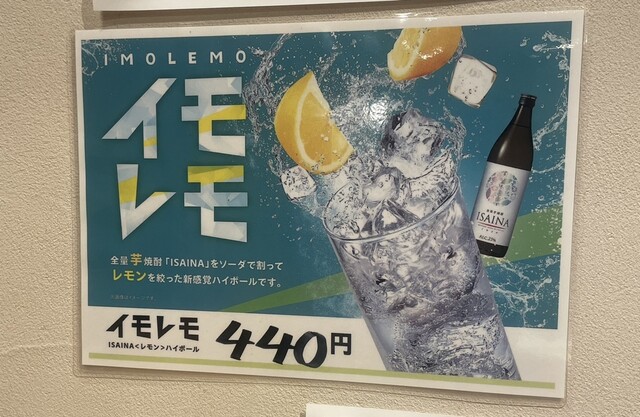 IMOLEMO
イモ
レモ
全量芋焼酎「ISAINA」をソーダで割って
レモンを絞った新感覚ハイボールです。
イモレモ 440円
ISAINA<レモン>ハイボール
ISAINA